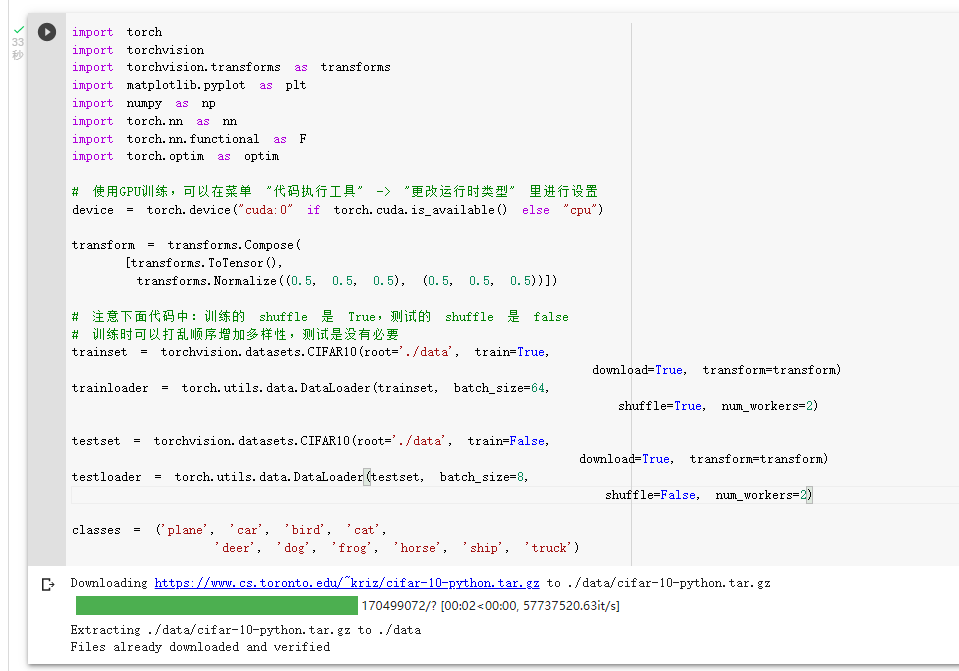 33
秒
import torch
import torchvision
import torchvision.transforms as transforms
import matplotlib.pyplot as plt
import numpy as np
import torch.nn as nn
import torch.nn.functional as F
import torch.optim as optim
# 使用GPU训练，可以在菜单 "代码执行工具" -> "更改运行时类型" 里进行设置
device = torch.device("cuda:0" if torch.cuda.is_available() else "cpu")
transform = transforms.Compose(
[transforms.ToTensor(),
transforms.Normalize((0.5, 0.5, 0.5), (0.5, 0.5, 0.5))])
# 注意下面代码中：训练的 shuffle 是 True，测试的 shuffle 是 false
# 训练时可以打乱顺序增加多样性，测试是没有必要
trainset = torchvision.datasets.CIFAR10(root='./data', train=True,
download=True, transform=transform)
trainloader = torch.utils.data.DataLoader(trainset, batch_size=64,
shuffle=True, num_workers=2)
testset = torchvision.datasets.CIFAR10(root='./data', train=False,
download=True, transform=transform)
testloader = torch.utils.data.DataLoader(testset, batch_size=8,
shuffle=False, num_workers=2)
classes = ('plane', 'car', 'bird', 'cat',
'deer', 'dog', 'frog', 'horse', 'ship', 'truck')
Downloading https://www.cs.toronto.edu/~kriz/cifar-10-python.tar.gz to ./data/cifar-10-python.tar.gz
170499072/? [00:02<00:00, 57737520.63it/s]
Extracting ./data/cifar-10-python.tar.gz to ./data
Files already downloaded and verified